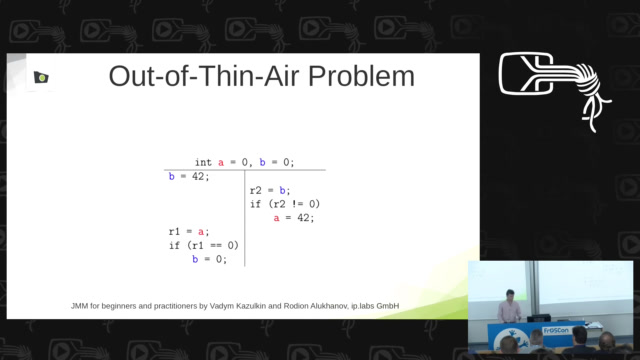 Out-of-Thin-Air Problem
int a = 0, b = 0;
b = 42;
r2 = b;
if (r2 != 0)
a = 42;
r1 = a;
if (r1 == 0)
b = 0;
JMM for beginners and practitioners by Vadym Kazulkin and Rodion Alukhanov, ip.labs GmbH
FrOSCon